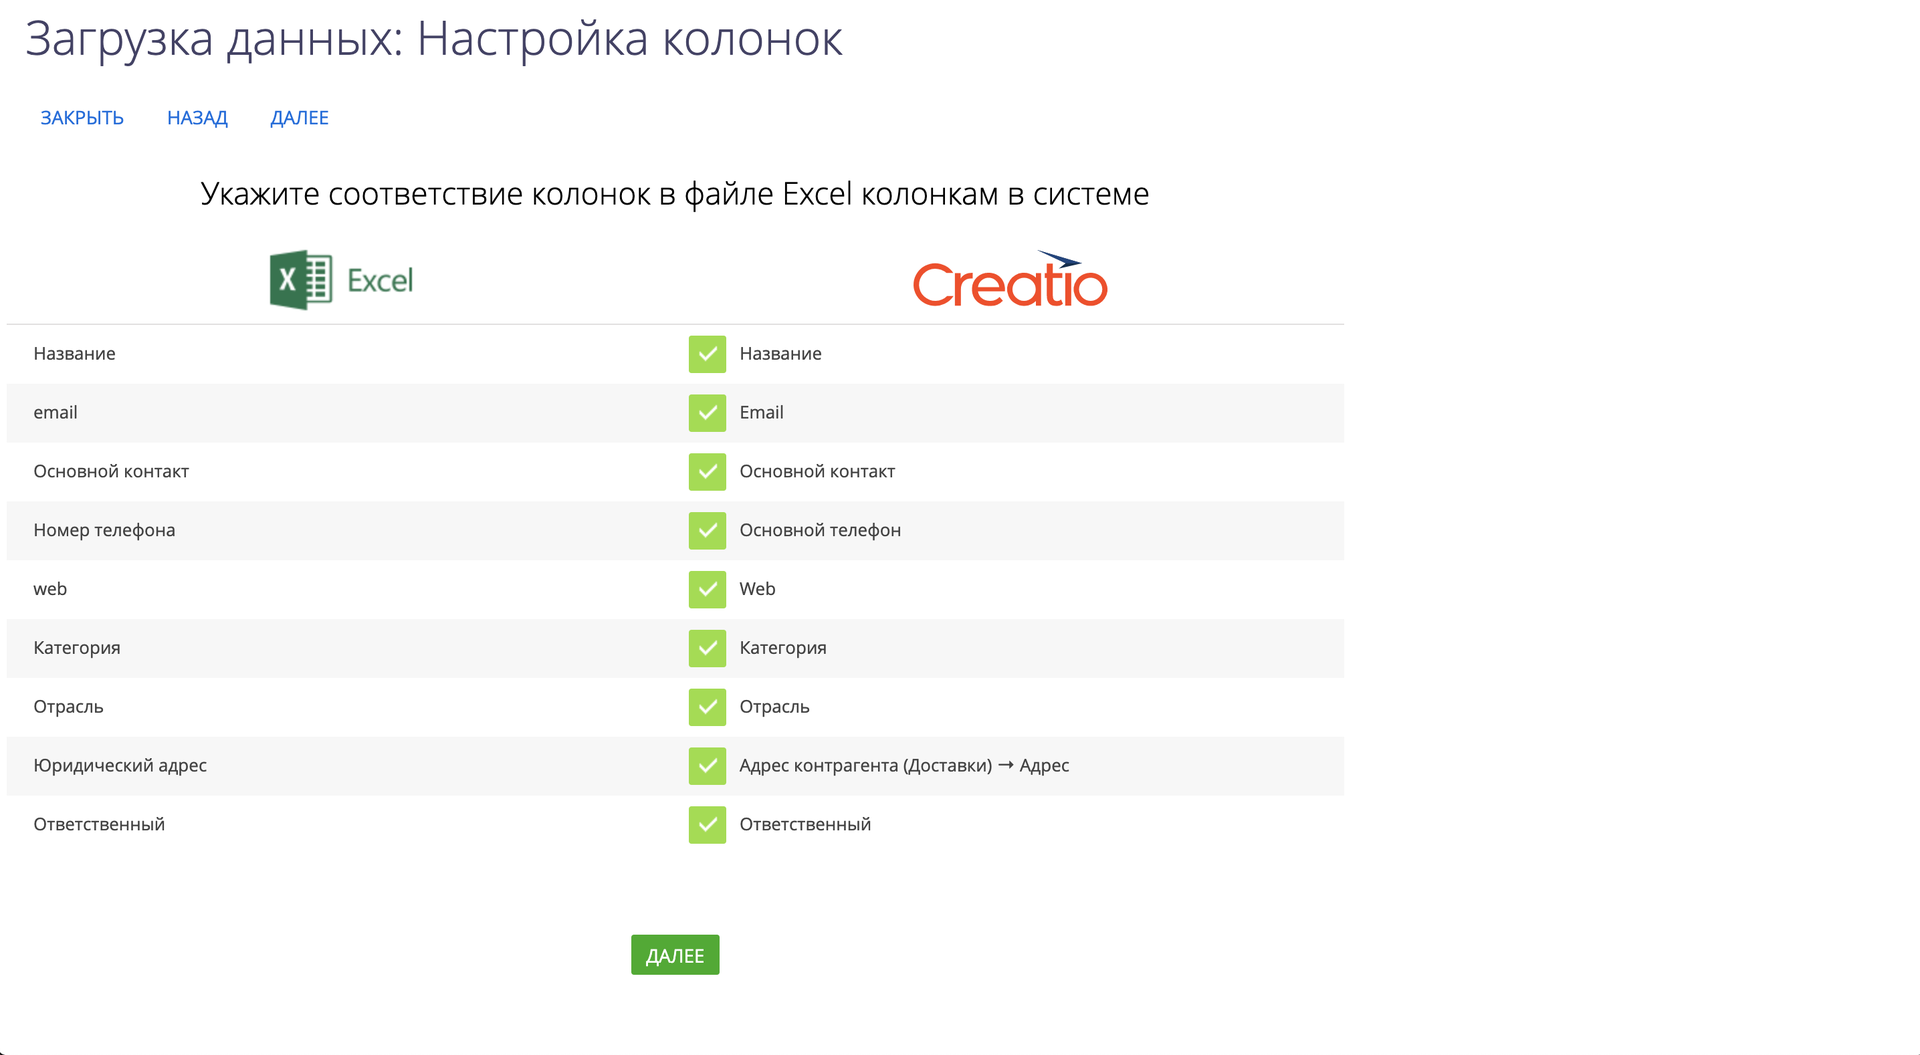 Загрузка данных: Настройка колонок
ЗАКРЫТЬ НАЗАД ДАЛЕЕ
Укажите соответствие колонок в файле Excel колонкам в системе
X Excel Creatio
Название Название
email Email
Основной контакт Основной контакт
Номер телефона Основной телефон
web Web
Категория Категория
Отрасль Отрасль
Юридический адрес Адрес контрагента (Доставки) → Адрес
Ответственный Ответственный
ДАЛЕЕ